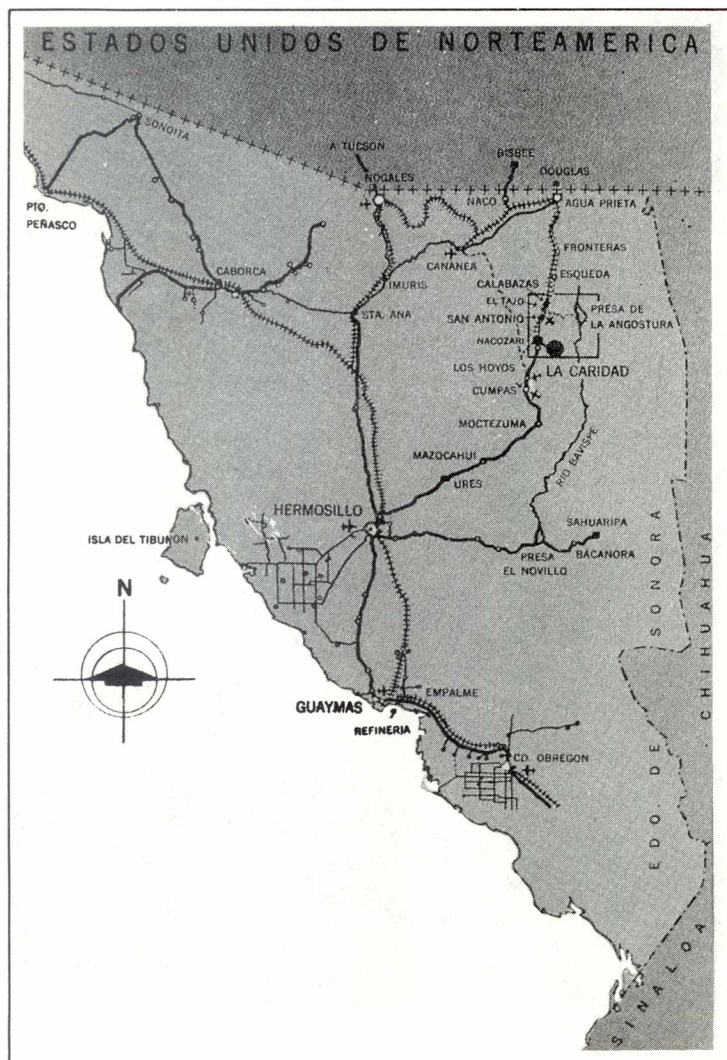 ESTADOS UNIDOS DE NORTEAMERICA
SONOITA
A TUCSON
BISBEE
NOGALES
DOUGLAS
NACO
AGUA PRIETA
PTO.
PEÑASCO
FRONTERAS
CANANEA
ESQUEDA
CABORCA
IMURIS
CALABAZAS
EL TAJO
PRESA DE
LA ANGOSTURA
STA. ANA
SAN ANTONIO
NACOZARI
LOS HOYOS
LA CARIDAD
CUMPAS
MOCTEZUMA
MAZOCAHUI
URES
RIO BAVISPE
HERMOSILLO
SAHUARIPA
ISLA DEL TIBURON
BACANORA
PRESA
EL NOVILLO
EDO DE SONORA
CHIHUAHUA
N
EMPALME
GUAYMAS
REFINERIA
CD. OBREGON
SINALOA